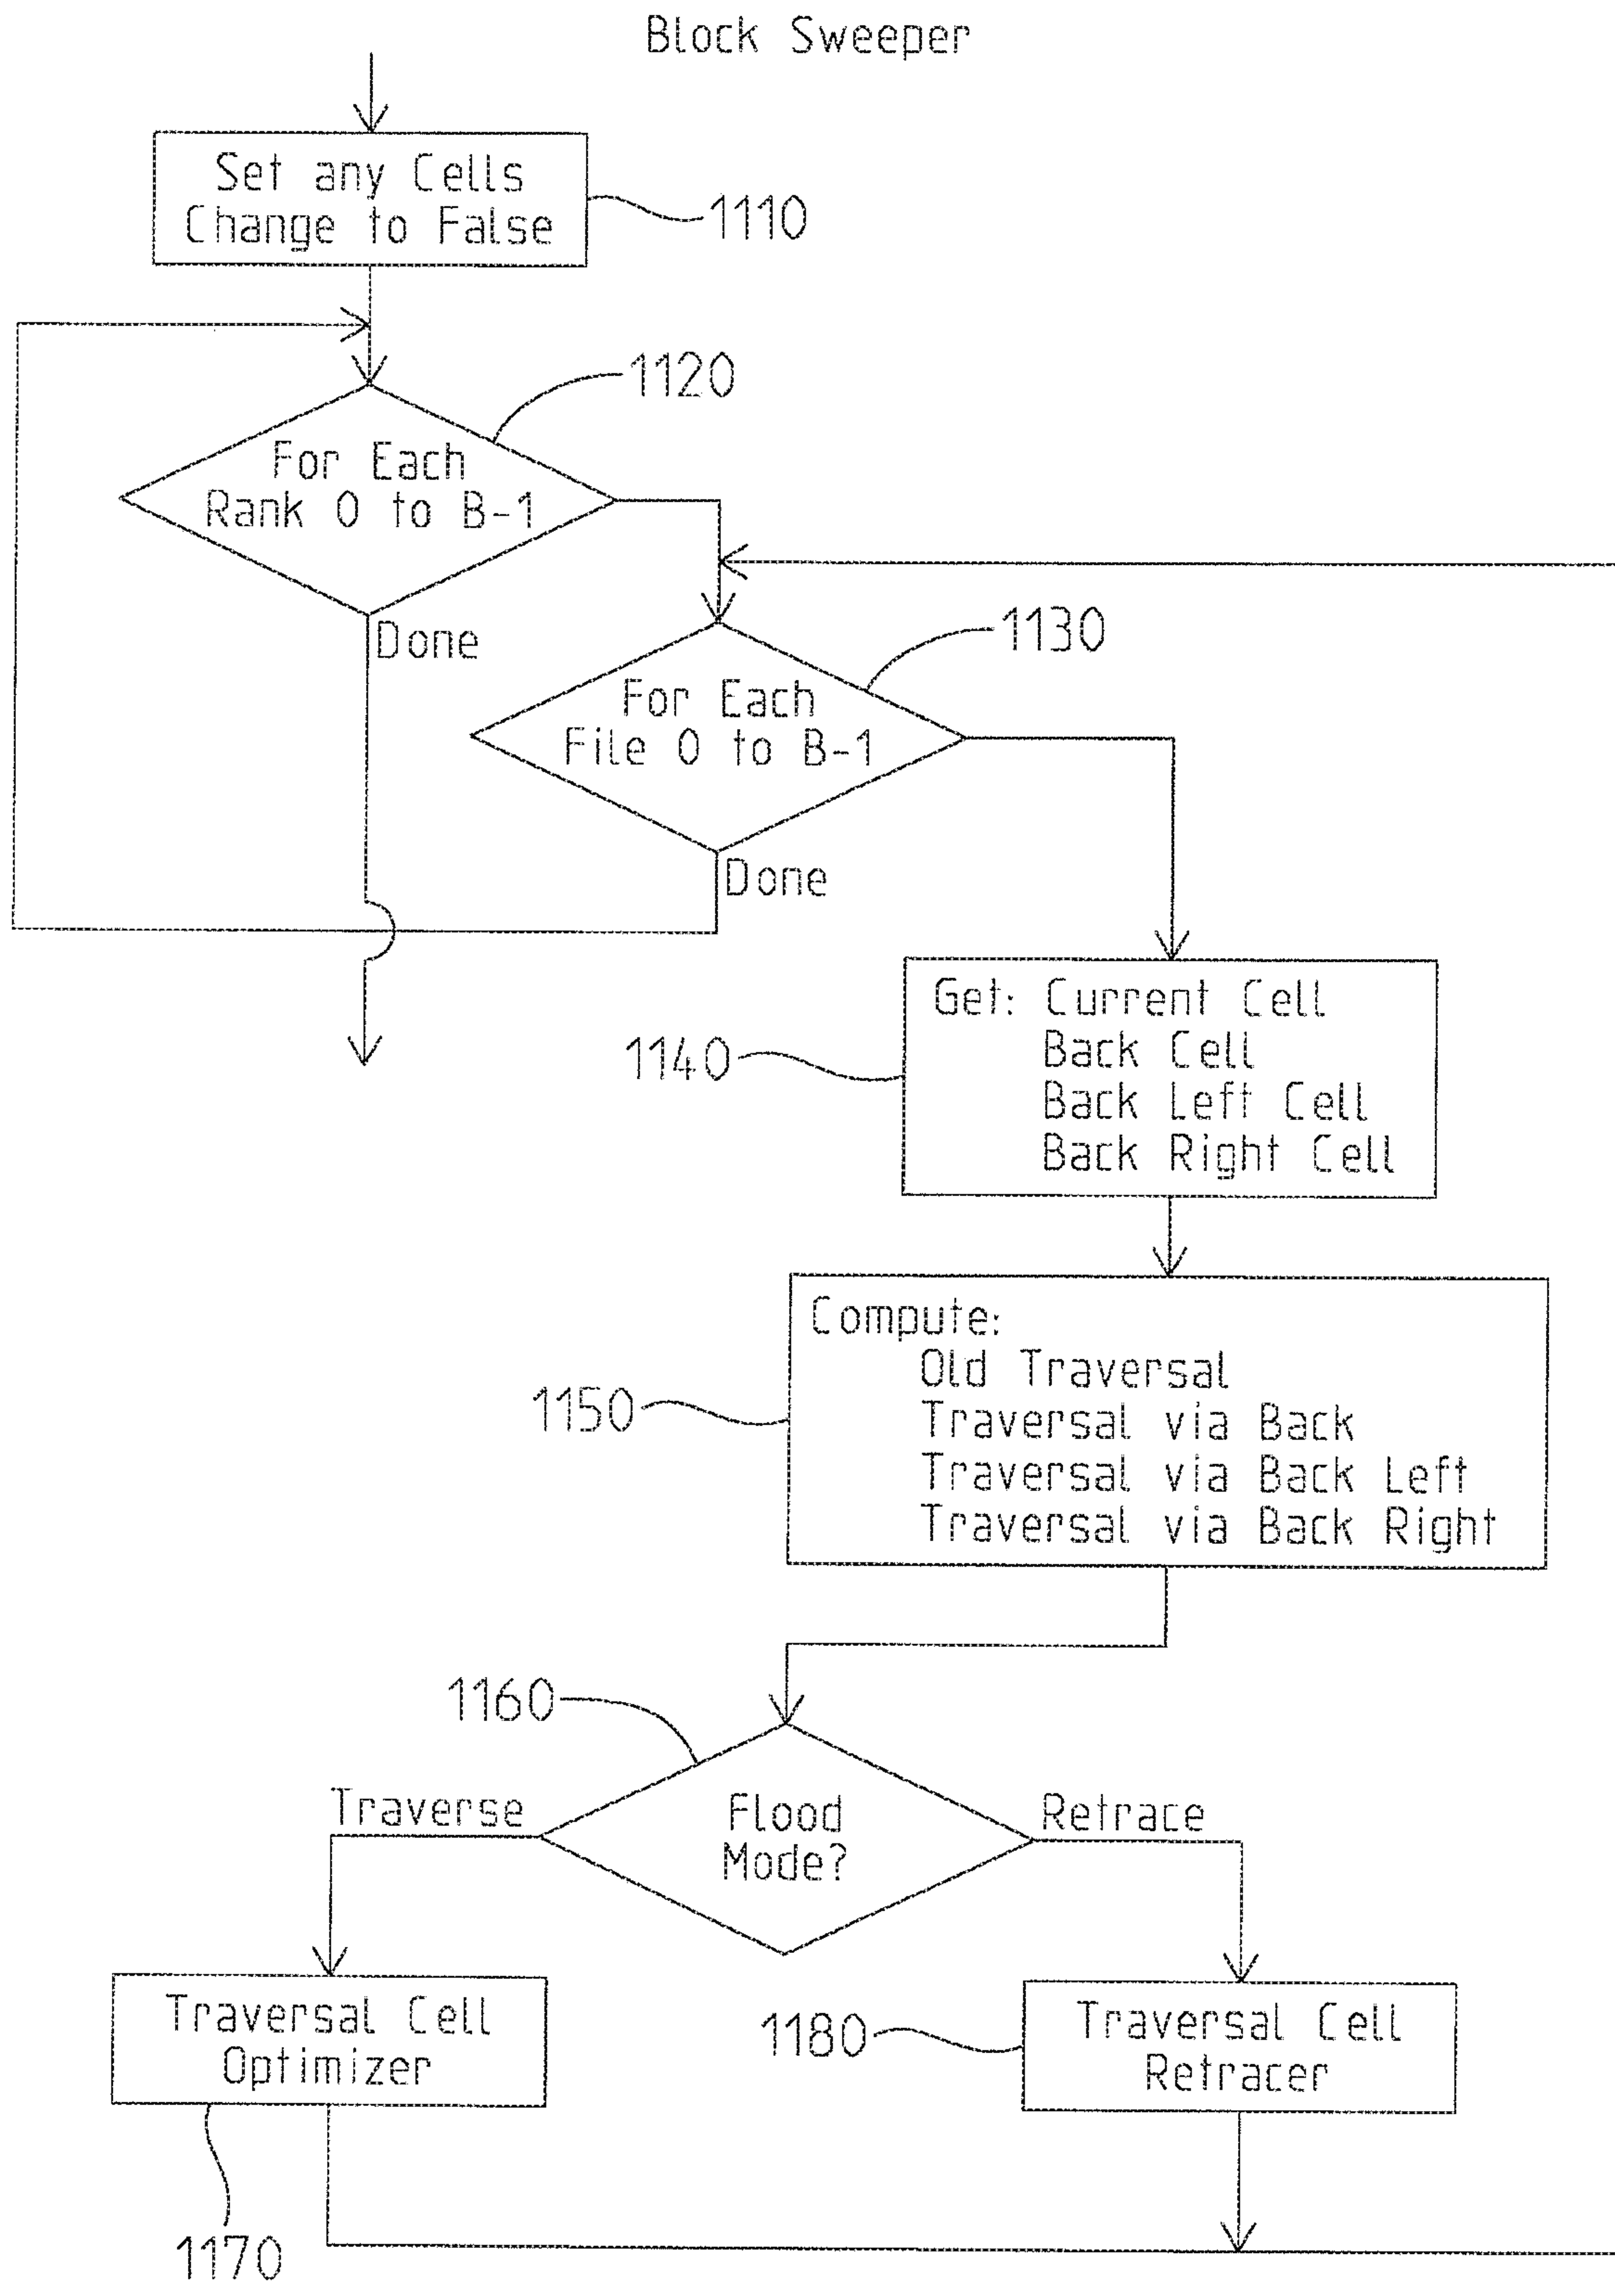 Block Sweeper
Set any Cells
Change to False
1110
1120
For Each
Rank 0 to B-1
Done
1130
For Each
File 0 to B-1
Done
Get: Current Cell
Back Cell
Back Left Cell
Back Right Cell
1140
Compute:
Old Traversal
Traversal via Back
Traversal via Back Left
Traversal via Back Right
1150
1160
Traverse
Flood
Mode?
Retrace
Traversal Cell
Optimizer
1180
Traversal Cell
Retracer
1170